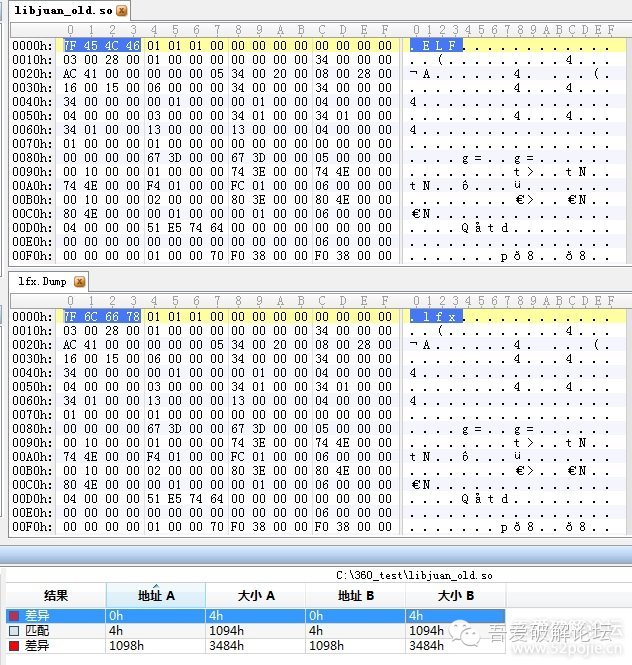 libjuan_old.so
0 1 2 3 4 5 6 7 8 9 A B C D E F 0 1 2 3 4 5 6 7 8 9 A B C D E F
0000h: 7F 45 4C 46 01 01 01 00 00 00 00 00 00 00 00 00 .ELF............
0010h: 03 00 28 00 01 00 00 00 00 00 00 00 34 00 00 00 ..(.........4...
0020h: AC 41 00 00 00 00 00 05 34 00 20 00 08 00 28 00 ¬A......4. ...(.
0030h: 16 00 15 00 06 00 00 00 34 00 00 00 34 00 00 00 ........4...4...
0040h: 34 00 00 00 00 01 00 00 00 01 00 00 04 00 00 00 4...............
0050h: 04 00 00 00 03 00 00 00 34 01 00 00 34 01 00 00 ........4...4...
0060h: 34 01 00 00 13 00 00 00 13 00 00 00 04 00 00 00 4...............
0070h: 01 00 00 00 01 00 00 00 00 00 00 00 00 00 00 00 ................
0080h: 00 00 00 00 67 3D 00 00 67 3D 00 00 05 00 00 00 ....g=..g=......
0090h: 00 10 00 00 01 00 00 00 74 3E 00 00 74 4E 00 00 ........t>..tN..
00A0h: 74 4E 00 00 F4 01 00 00 FC 01 00 00 06 00 00 00 tN..ô...ü.......
00B0h: 00 10 00 00 02 00 00 00 80 3E 00 00 80 4E 00 00 ........€>..€N..
00C0h: 80 4E 00 00 00 01 00 00 00 01 00 00 06 00 00 00 €N..............
00D0h: 04 00 00 00 51 E5 74 64 00 00 00 00 00 00 00 00 ....Qåtd........
00E0h: 00 00 00 00 00 00 00 00 00 00 00 00 06 00 00 00 ................
00F0h: 00 00 00 00 01 00 00 70 F0 38 00 00 F0 38 00 00 .......pð8..ð8..
lfx.Dump
0 1 2 3 4 5 6 7 8 9 A B C D E F 0 1 2 3 4 5 6 7 8 9 A B C D E F
0000h: 7F 6C 66 78 01 01 01 00 00 00 00 00 00 00 00 00 .lfx............
0010h: 03 00 28 00 01 00 00 00 00 00 00 00 34 00 00 00 ..(.........4...
0020h: AC 41 00 00 00 00 00 05 34 00 20 00 08 00 28 00 ¬A......4. ...(.
0030h: 16 00 15 00 06 00 00 00 34 00 00 00 34 00 00 00 ........4...4...
0040h: 34 00 00 00 00 01 00 00 00 01 00 00 04 00 00 00 4...............
0050h: 04 00 00 00 03 00 00 00 34 01 00 00 34 01 00 00 ........4...4...
0060h: 34 01 00 00 13 00 00 00 13 00 00 00 04 00 00 00 4...............
0070h: 01 00 00 00 01 00 00 00 00 00 00 00 00 00 00 00 ................
0080h: 00 00 00 00 67 3D 00 00 67 3D 00 00 05 00 00 00 ....g=..g=......
0090h: 00 10 00 00 01 00 00 00 74 3E 00 00 74 4E 00 00 ........t>..tN..
00A0h: 74 4E 00 00 F4 01 00 00 FC 01 00 00 06 00 00 00 tN..ô...ü.......
00B0h: 00 10 00 00 02 00 00 00 80 3E 00 00 80 4E 00 00 ........€>..€N..
00C0h: 80 4E 00 00 00 01 00 00 00 01 00 00 06 00 00 00 €N..............
00D0h: 04 00 00 00 51 E5 74 64 00 00 00 00 00 00 00 00 ....Qåtd........
00E0h: 00 00 00 00 00 00 00 00 00 00 00 00 06 00 00 00 ................
00F0h: 00 00 00 00 01 00 00 70 F0 38 00 00 F0 38 00 00 .......pð8..ð8..
C:\360_test\libjuan_old.so
结果 地址 A 大小 A 地址 B 大小 B
差异 0h 4h 0h 4h
匹配 4h 1094h 4h 1094h
差异 1098h 3484h 1098h 3484h
吾爱破解论坛
www.52pojie.cn